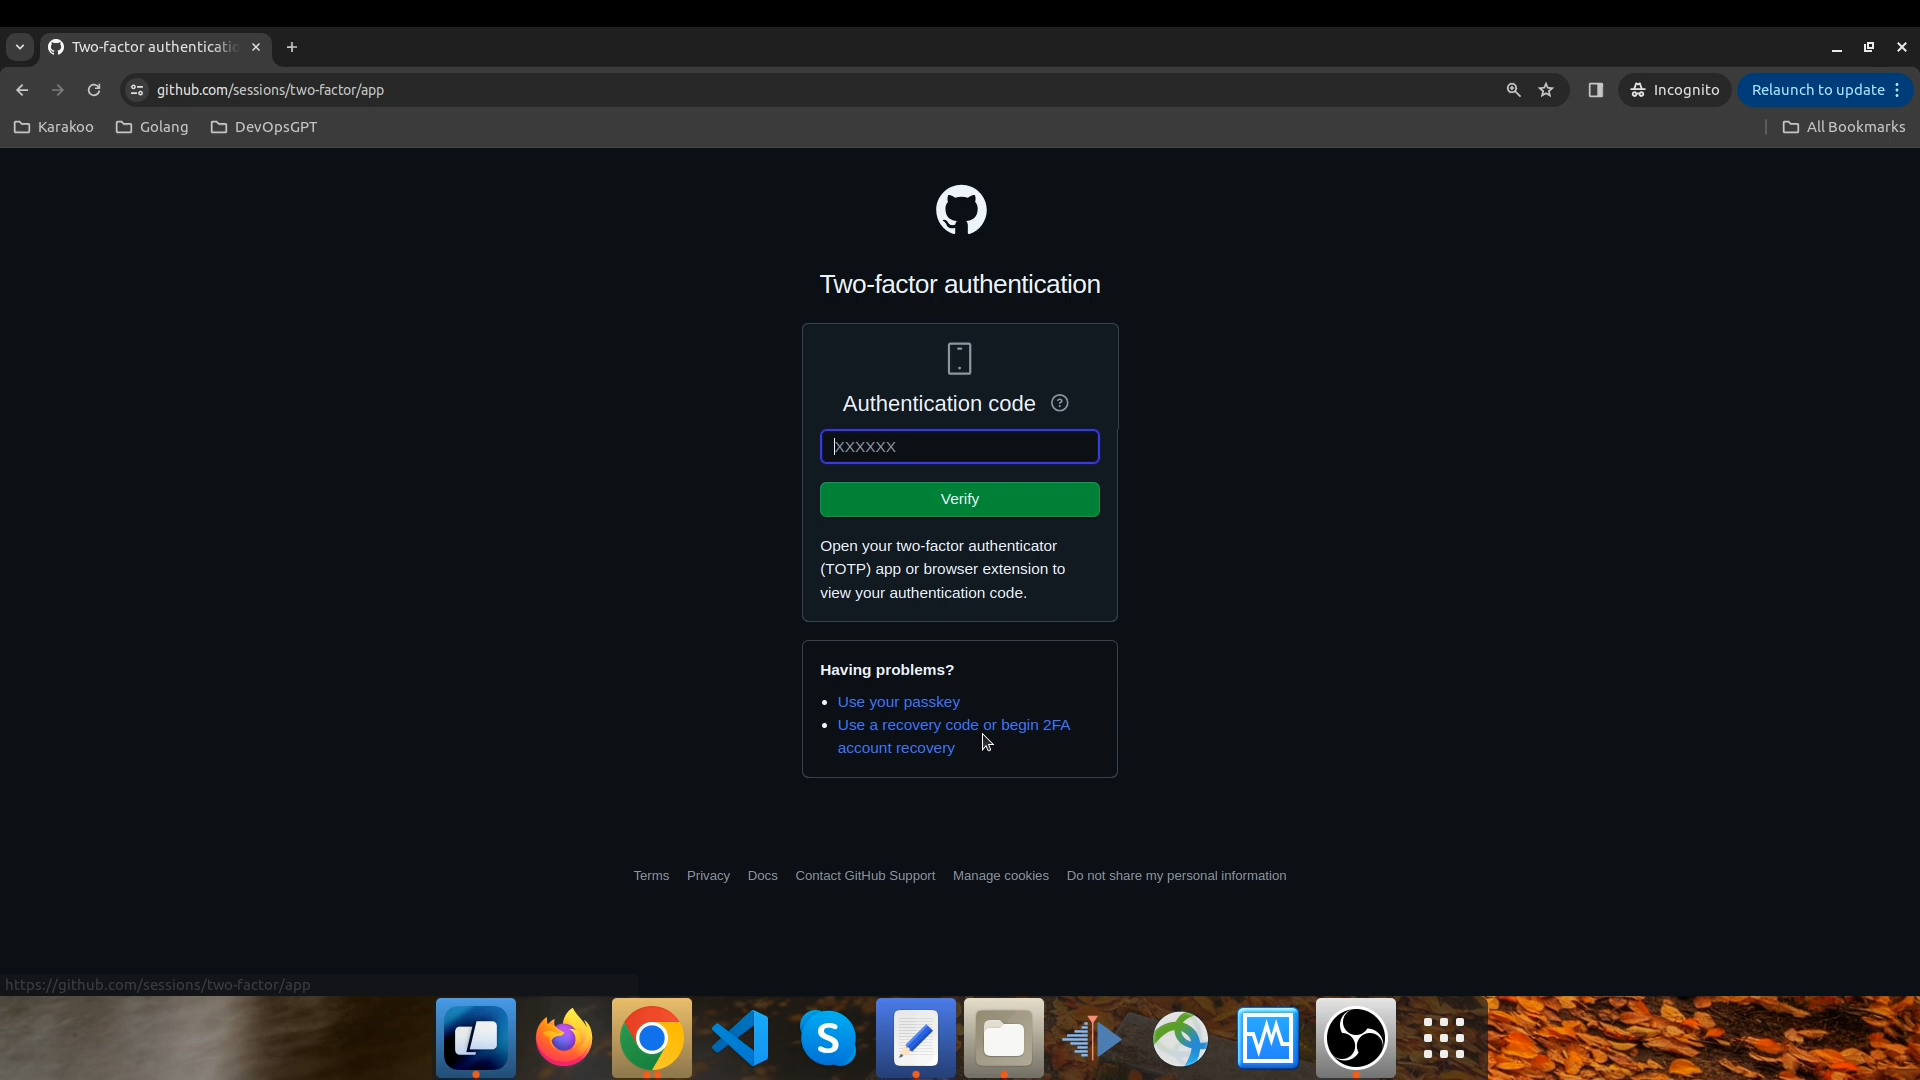 Two-factor authenticatio
github.com/sessions/two-factor/app
Incognito
Relaunch to update
Karakoo
Golang
DevOpsGPT
All Bookmarks
Two-factor authentication
Authentication code
XXXXXX
Verify
Open your two-factor authenticator
(TOTP) app or browser extension to
view your authentication code.
Having problems?
Use your passkey
Use a recovery code or begin 2FA
account recovery
Terms
Privacy
Docs
Contact GitHub Support
Manage cookies
Do not share my personal information
https://github.com/sessions/two-factor/app
S